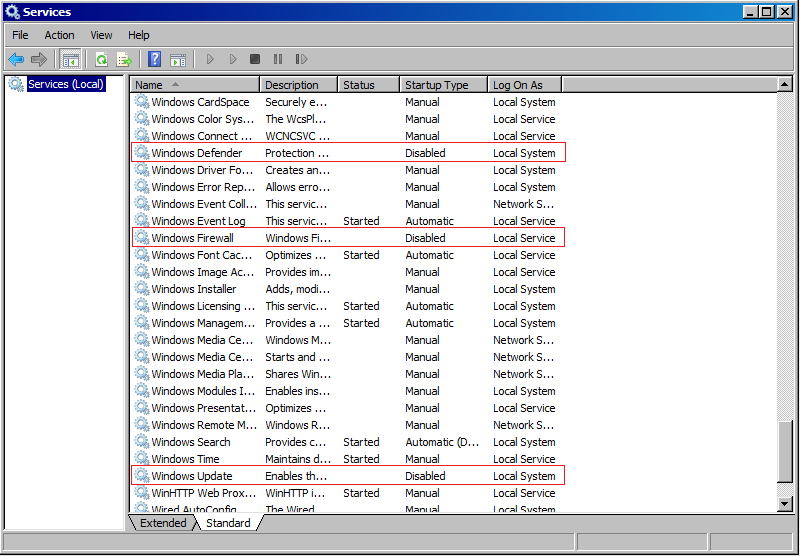 Services
File Action View Help
Services (Local)
Name Description Status Startup Type Log On As
Windows CardSpace Securely e... Manual Local System
Windows Color Sys... The WcsPl... Manual Local Service
Windows Connect ... WCNCSVC ... Manual Local Service
Windows Defender Protection ... Disabled Local System
Windows Driver Fo... Creates an... Manual Local System
Windows Error Rep... Allows erro... Manual Local System
Windows Event Coll... This servic... Manual Network S...
Windows Event Log This servic... Started Automatic Local Service
Windows Firewall Windows Fi... Disabled Local Service
Windows Font Cac... Optimizes ... Started Automatic Local Service
Windows Image Ac... Provides im... Manual Local Service
Windows Installer Adds, modi... Manual Local System
Windows Licensing ... This servic... Started Automatic Local System
Windows Managem... Provides a ... Started Automatic Local System
Windows Media Ce... Windows M... Manual Network S...
Windows Media Ce... Starts and ... Manual Network S...
Windows Media Pla... Shares Win... Manual Network S...
Windows Modules I... Enables ins... Manual Local System
Windows Presentat... Optimizes ... Manual Local Service
Windows Remote M... Windows R... Manual Network S...
Windows Search Provides c... Started Automatic (D... Local System
Windows Time Maintains d... Started Manual Local Service
Windows Update Enables th... Disabled Local System
WinHTTP Web Prox... WinHTTP i... Started Manual Local Service
Wired AutoConfig The Wired Manual Local System
Extended Standard